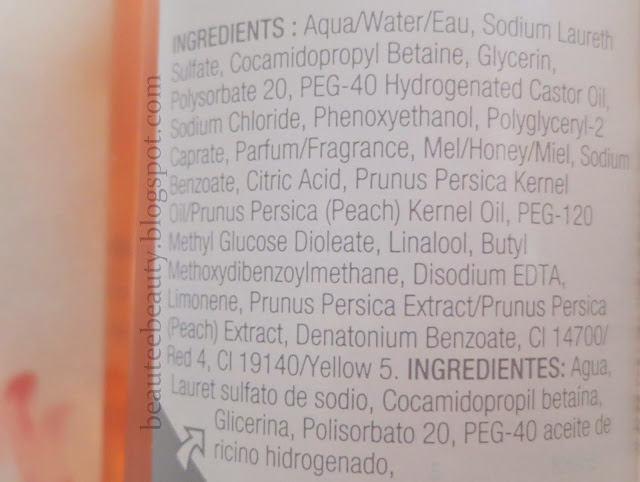 INGREDIENTS : Aqua/Water/Eau, Sodium Laureth
Sulfate, Cocamidopropyl Betaine, Glycerin,
Polysorbate 20, PEG-40 Hydrogenated Castor Oil,
Sodium Chloride, Phenoxyethanol, Polyglyceryl-2
Caprate, Parfum/Fragrance, Mel/Honey/Miel, Sodium
Benzoate, Citric Acid, Prunus Persica Kernel
Oil/Prunus Persica (Peach) Kernel Oil, PEG-120
Methyl Glucose Dioleate, Linalool, Butyl
Methoxydibenzoylmethane, Disodium EDTA,
Limonene, Prunus Persica Extract/Prunus Persica
(Peach) Extract, Denatonium Benzoate, CI 14700/
Red 4, CI 19140/Yellow 5. INGREDIENTES: Agua,
Lauret sulfato de sodio, Cocamidopropil betaína,
Glicerina, Polisorbato 20, PEG-40 aceite de
ricino hidrogenado,
beauteebeauty.blogspot.com